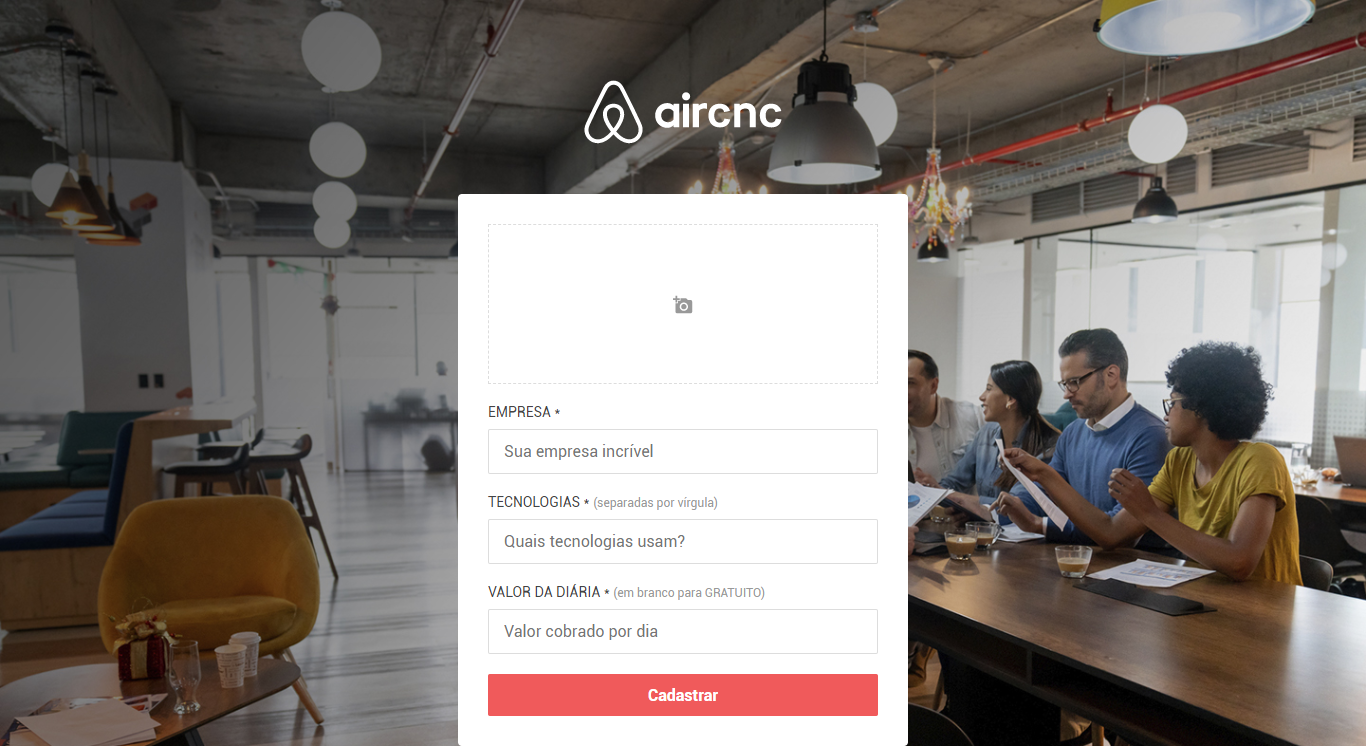 aircnc
EMPRESA *
Sua empresa incrível
TECNOLOGIAS * (separadas por vírgula)
Quais tecnologias usam?
VALOR DA DIÁRIA * (em branco para GRATUITO)
Valor cobrado por dia
Cadastrar